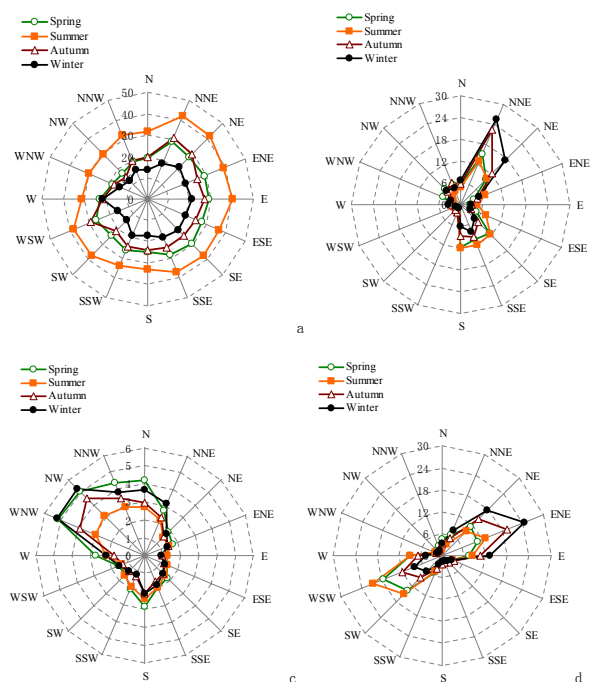 Spring
Summer
Autumn
Winter
N
NNE
NE
ENE
E
ESE
SE
SSE
S
SSW
SW
WSW
W
WNW
NW
NNW
50
40
30
20
0
a
Spring
Summer
Autumn
Winter
N
NNE
NE
ENE
E
ESE
SE
SSE
S
SSW
SW
WSW
W
WNW
NW
NNW
30
24
18
12
6
0
Spring
Summer
Autumn
Winter
N
NNE
NE
ENE
E
ESE
SE
SSE
S
SSW
SW
WSW
W
WNW
NW
NNW
6
5
4
3
2
1
0
c
Spring
Summer
Autumn
Winter
N
NNE
NE
ENE
E
ESE
SE
SSE
S
SSW
SW
WSW
W
WNW
NW
NNW
30
24
18
12
6
0
d